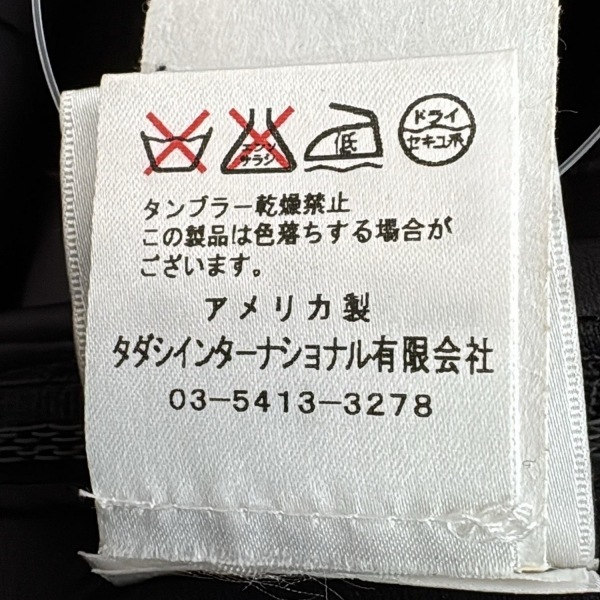 エンソ
サラシ
低
ドライ
セキユ系
タンブラー乾燥禁止
この製品は色落ちする場合が
ございます。
アメリカ製
タダシインターナショナル有限会社
03-5413-3278